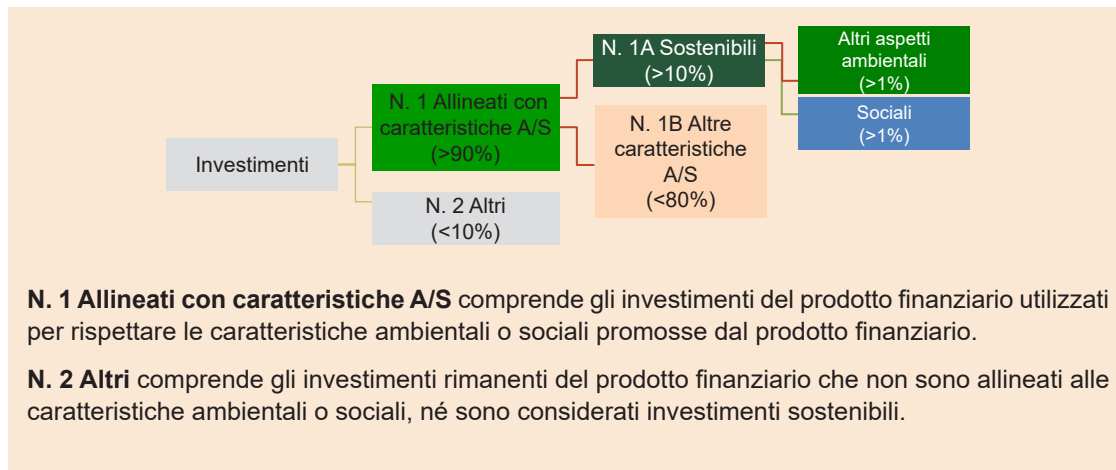 Investimenti
N. 1 Allineati con
caratteristiche A/S
(>90%)
N. 2 Altri
(<10%)
N. 1A Sostenibili
(>10%)
N. 1B Altre
caratteristiche
A/S
(<80%)
Altri aspetti
ambientali
(>1%)
Sociali
(>1%)
N. 1 Allineati con caratteristiche A/S comprende gli investimenti del prodotto finanziario utilizzati
per rispettare le caratteristiche ambientali o sociali promosse dal prodotto finanziario.
N. 2 Altri comprende gli investimenti rimanenti del prodotto finanziario che non sono allineati alle
caratteristiche ambientali o sociali, né sono considerati investimenti sostenibili.